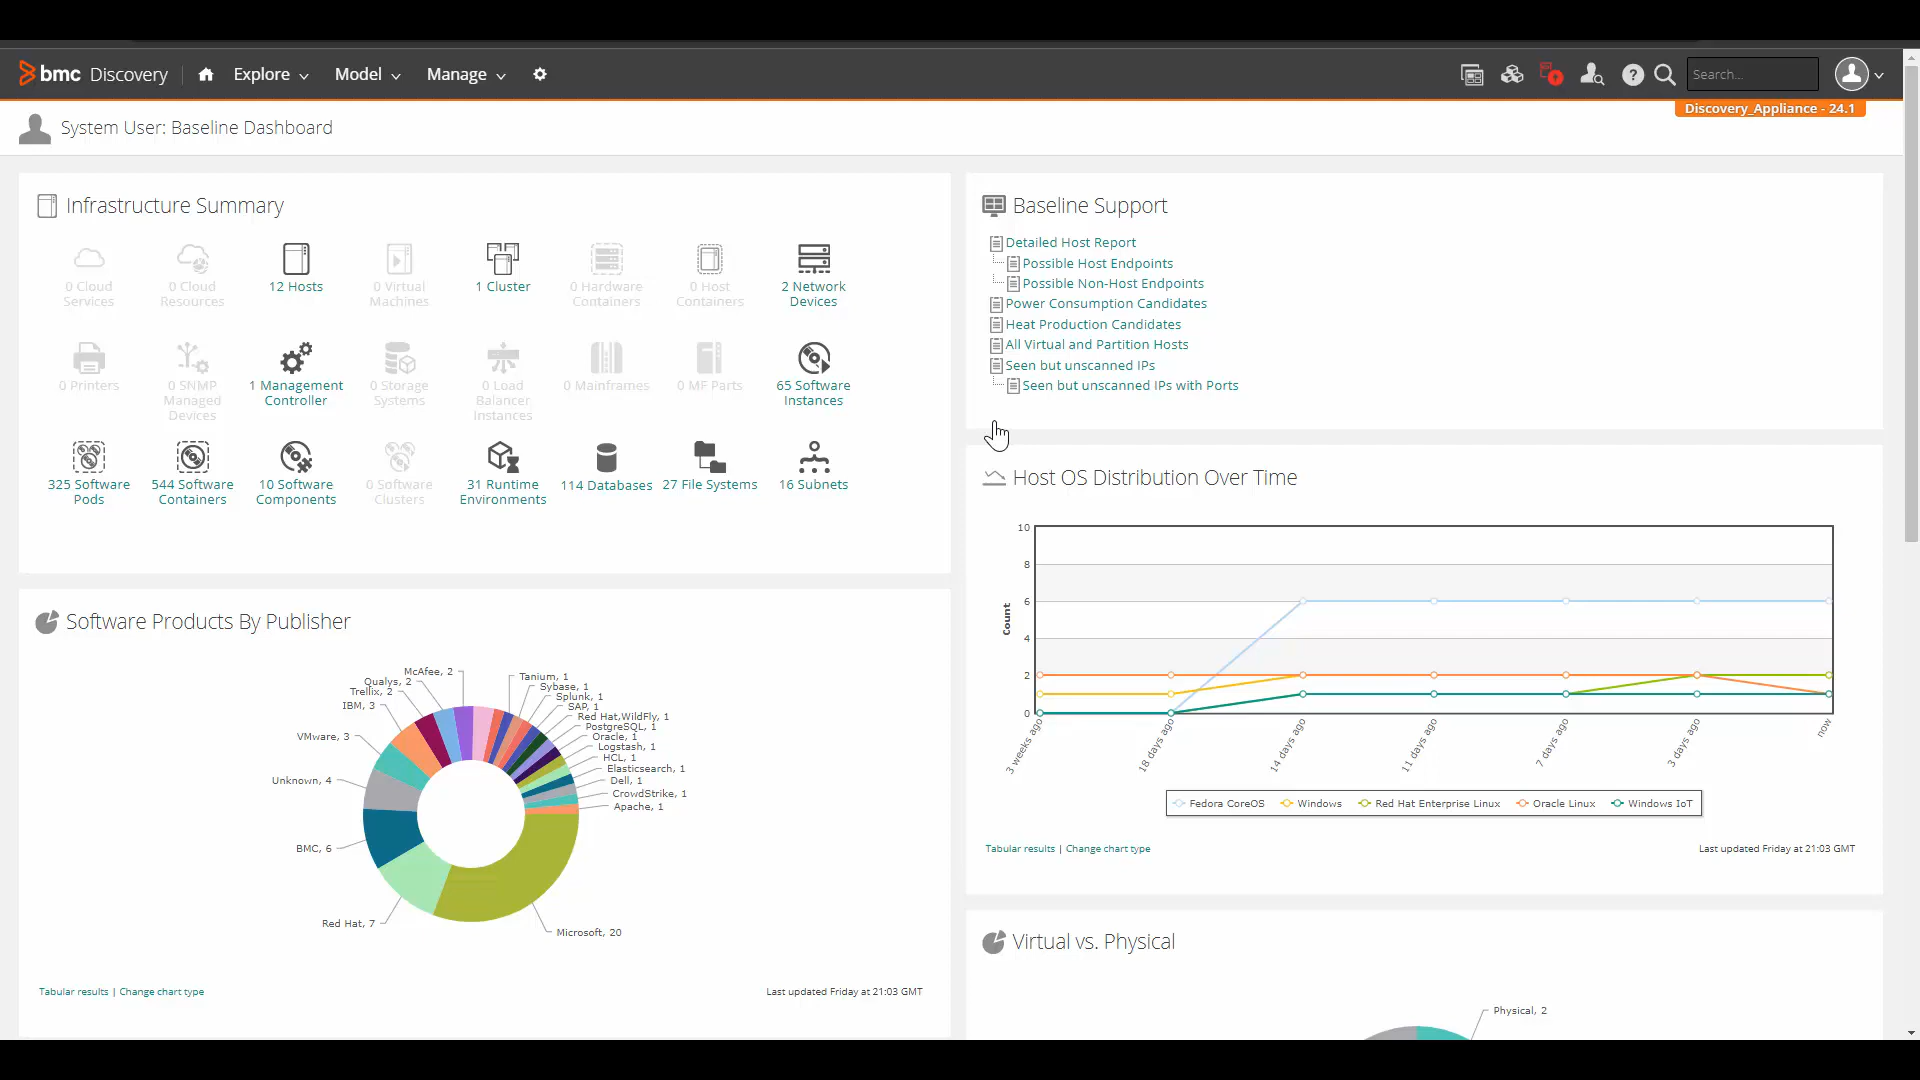 bmc Discovery
Explore
Model
Manage
Search...
Discovery_Appliance - 24.1
System User: Baseline Dashboard
Infrastructure Summary
0 Cloud
Services
0 Cloud
Resources
12 Hosts
0 Virtual
Machines
1 Cluster
0 Hardware
Containers
0 Host
Containers
2 Network
Devices
0 Printers
0 SNMP
Managed
Devices
1 Management
Controller
0 Storage
Systems
0 Load
Balancer
Instances
0 Mainframes
0 MF Parts
65 Software
Instances
325 Software
Pods
544 Software
Containers
10 Software
Components
0 Software
Clusters
31 Runtime
Environments
114 Databases
27 File Systems
16 Subnets
Baseline Support
Detailed Host Report
Possible Host Endpoints
Possible Non-Host Endpoints
Power Consumption Candidates
Heat Production Candidates
All Virtual and Partition Hosts
Seen but unscanned IPs
Seen but unscanned IPs with Ports
Host OS Distribution Over Time
10
8
6
4
2
0
Count
3 weeks ago
18 days ago
14 days ago
11 days ago
7 days ago
3 days ago
now
Fedora CoreOS
Windows
Red Hat Enterprise Linux
Oracle Linux
Windows IoT
Tabular results | Change chart type
Last updated Friday at 21:03 GMT
Software Products By Publisher
McAfee, 2
Qualys, 2
Trellix, 2
IBM, 3
VMware, 3
Unknown, 4
BMC, 6
Red Hat, 7
Microsoft, 20
Tanium, 1
Sybase, 1
Splunk, 1
SAP, 1
Red Hat,WildFly, 1
PostgreSQL, 1
Oracle, 1
Logstash, 1
HCL, 1
Elasticsearch, 1
Dell, 1
CrowdStrike, 1
Apache, 1
Tabular results | Change chart type
Last updated Friday at 21:03 GMT
Virtual vs. Physical
Physical, 2